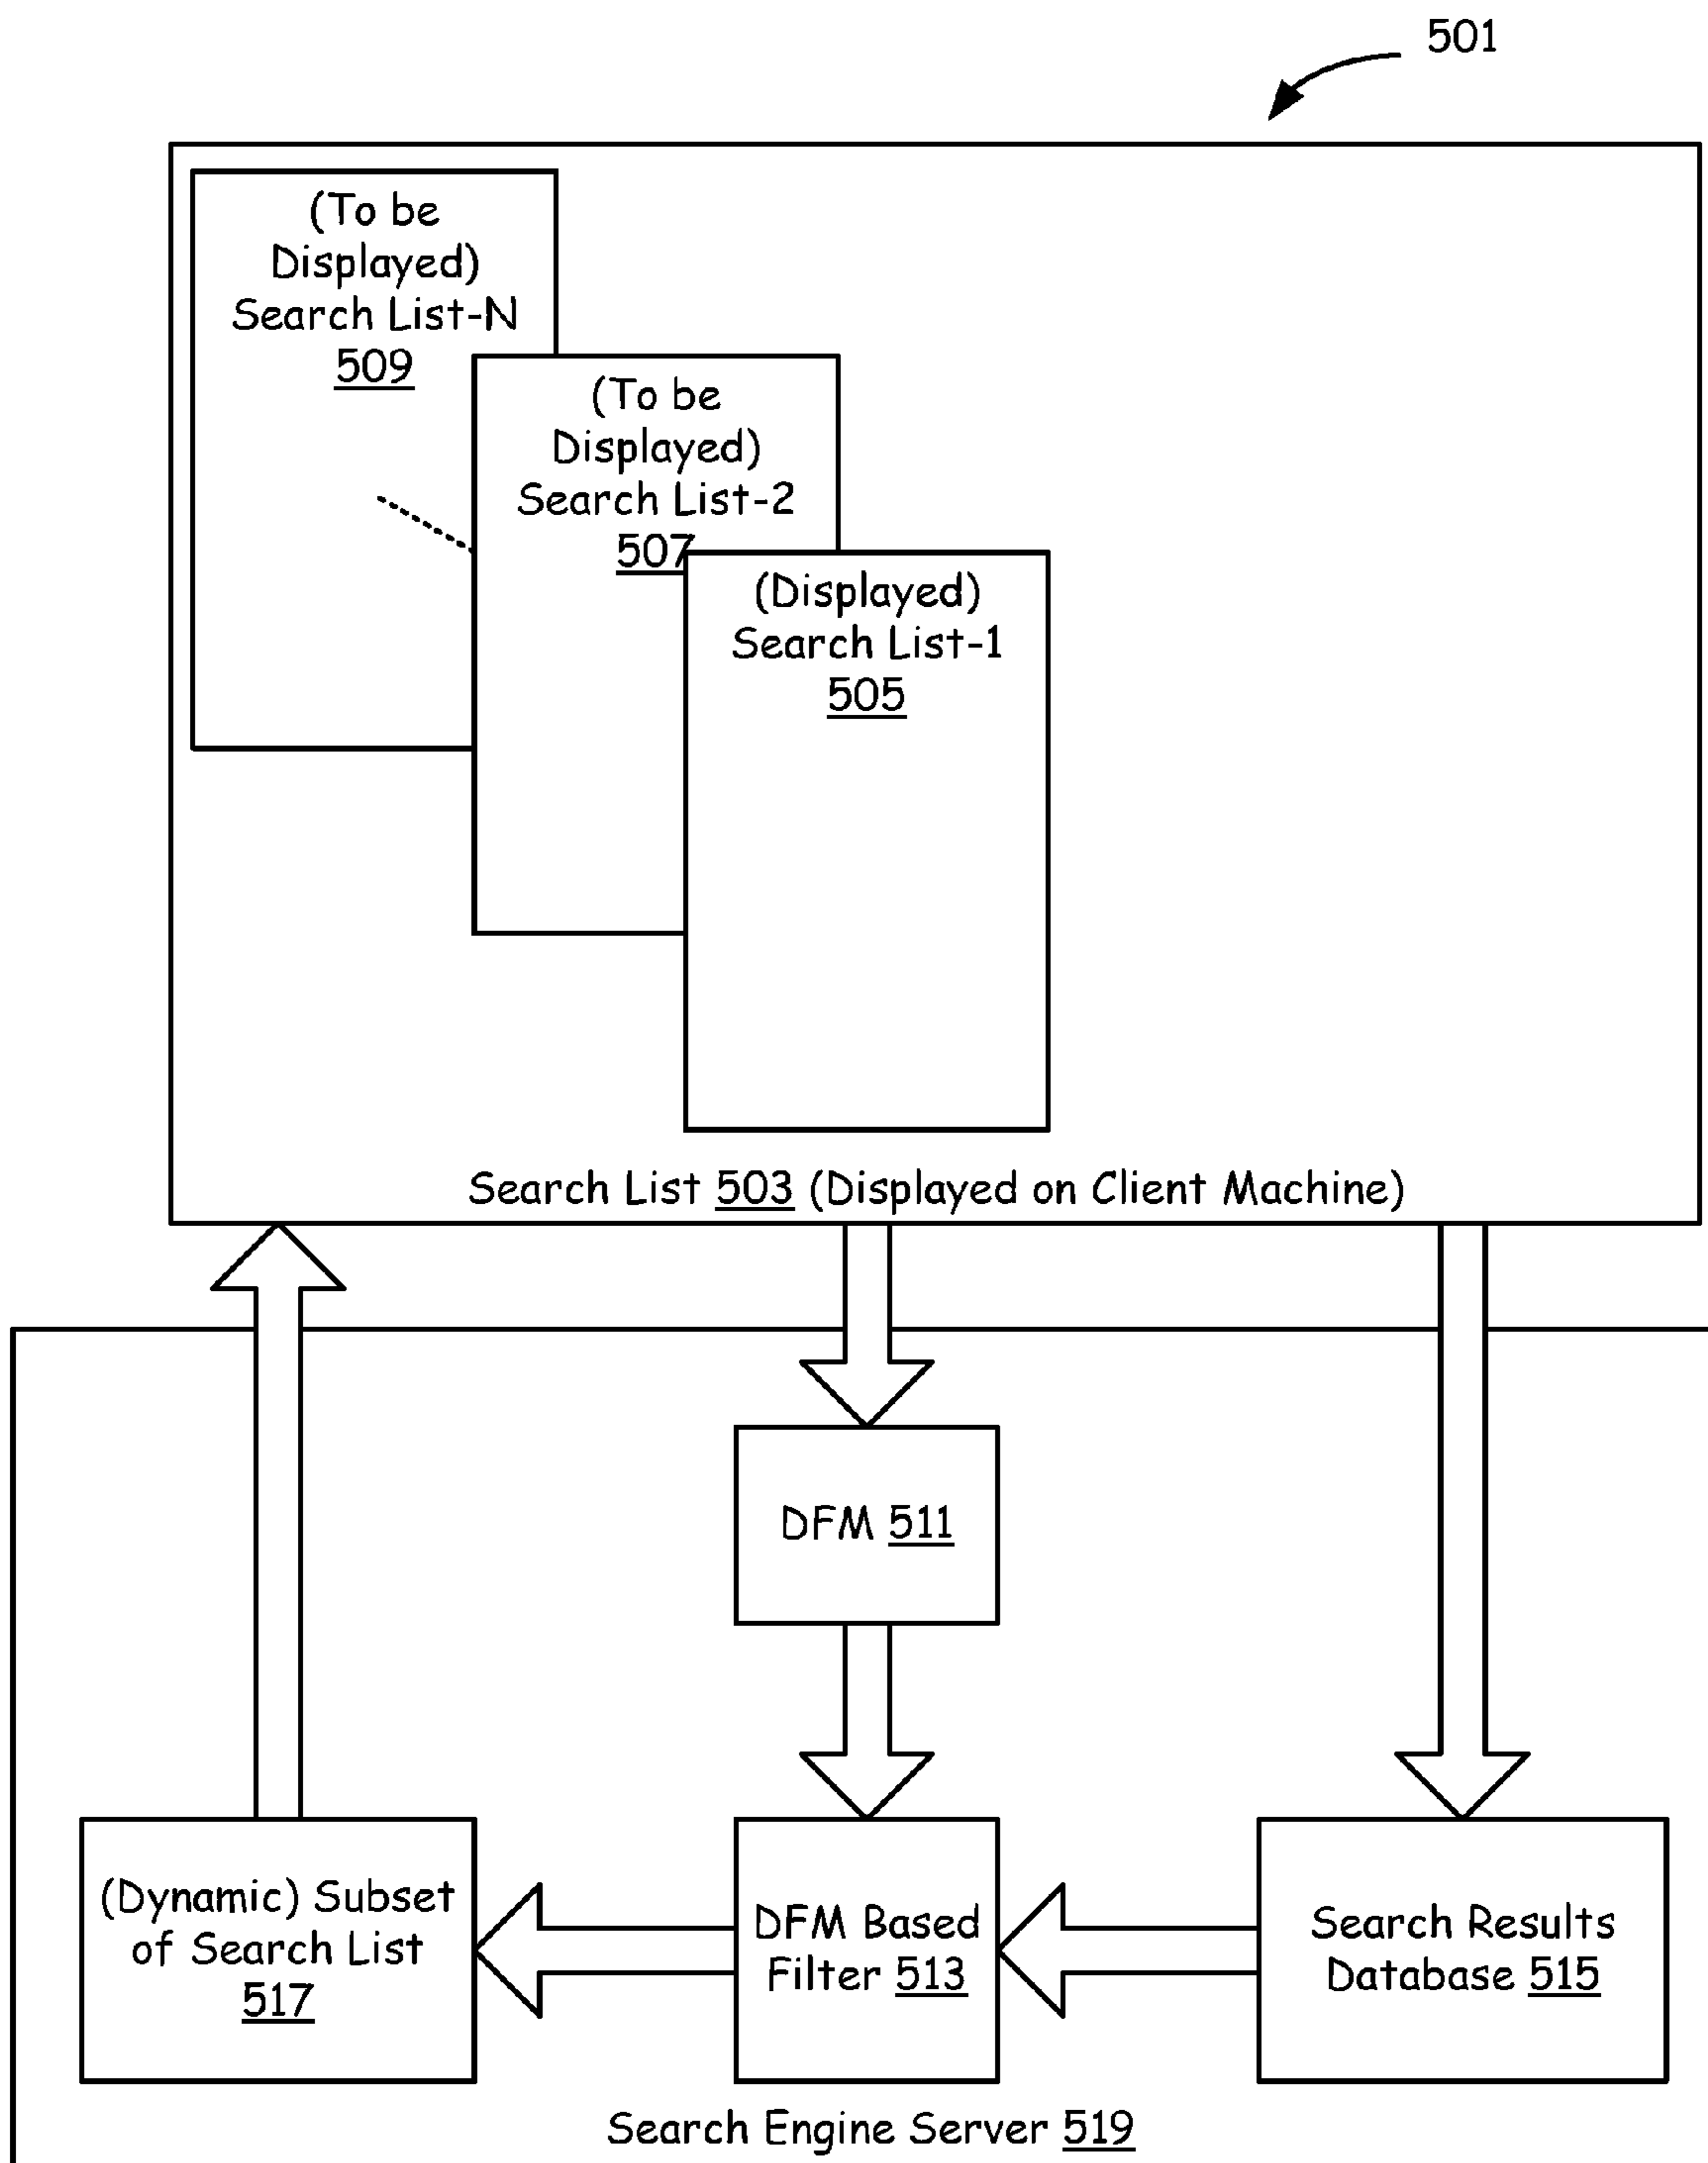 501
(To be
Displayed)
Search List-N
509
(To be
Displayed)
Search List-2
507
(Displayed)
Search List-1
505
Search List 503 (Displayed on Client Machine)
DFM 511
(Dynamic) Subset
of Search List
517
DFM Based
Filter 513
Search Results
Database 515
Search Engine Server 519